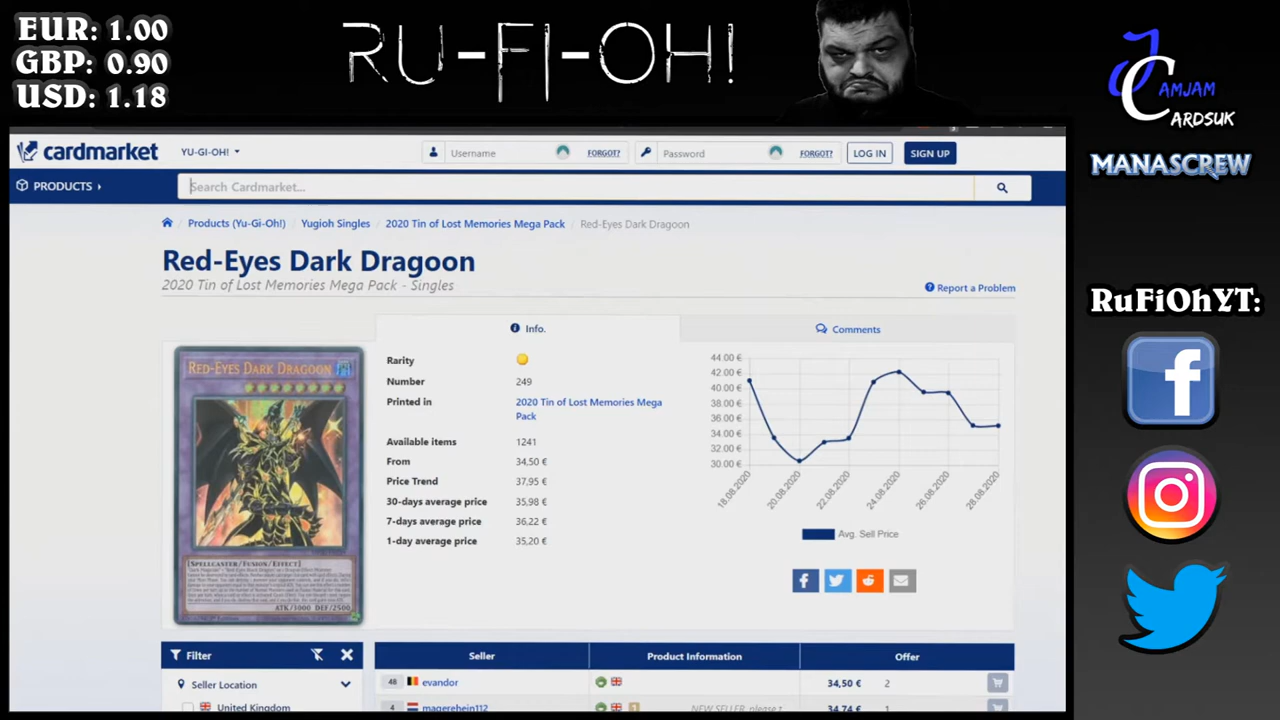 EUR: 1.00
GBP: 0.90
USD: 1.18
RU-FI-OH!
JAMJAM
CARDSUK
MANASCREW
RuFiOhYT:
cardmarket
YU-GI-OH!
Username
FORGOT?
Password
FORGOT?
LOG IN
SIGN UP
PRODUCTS
Search Cardmarket...
Products (Yu-Gi-Oh!) / Yugioh Singles / 2020 Tin of Lost Memories Mega Pack / Red-Eyes Dark Dragoon
Red-Eyes Dark Dragoon
2020 Tin of Lost Memories Mega Pack - Singles
Report a Problem
Info.
Comments
RED-EYES DARK DRAGOON
[SPELLCASTER/FUSION/EFFECT]
ATK/3000 DEF/2500
Rarity
Number 249
Printed in 2020 Tin of Lost Memories Mega
Pack
Available items 1241
From 34,50 €
Price Trend 37,95 €
30-days average price 35,98 €
7-days average price 36,22 €
1-day average price 35,20 €
44.00 €
42.00 €
40.00 €
38.00 €
36.00 €
34.00 €
32.00 €
30.00 €
18.08.2020
20.08.2020
22.08.2020
24.08.2020
26.08.2020
28.08.2020
Avg. Sell Price
Filter
Seller Location
United Kingdom
Seller
Product Information
Offer
48 evandor 34,50 € 2
4 magerehein112 1 NEW SELLER, please t 34,74 € 1